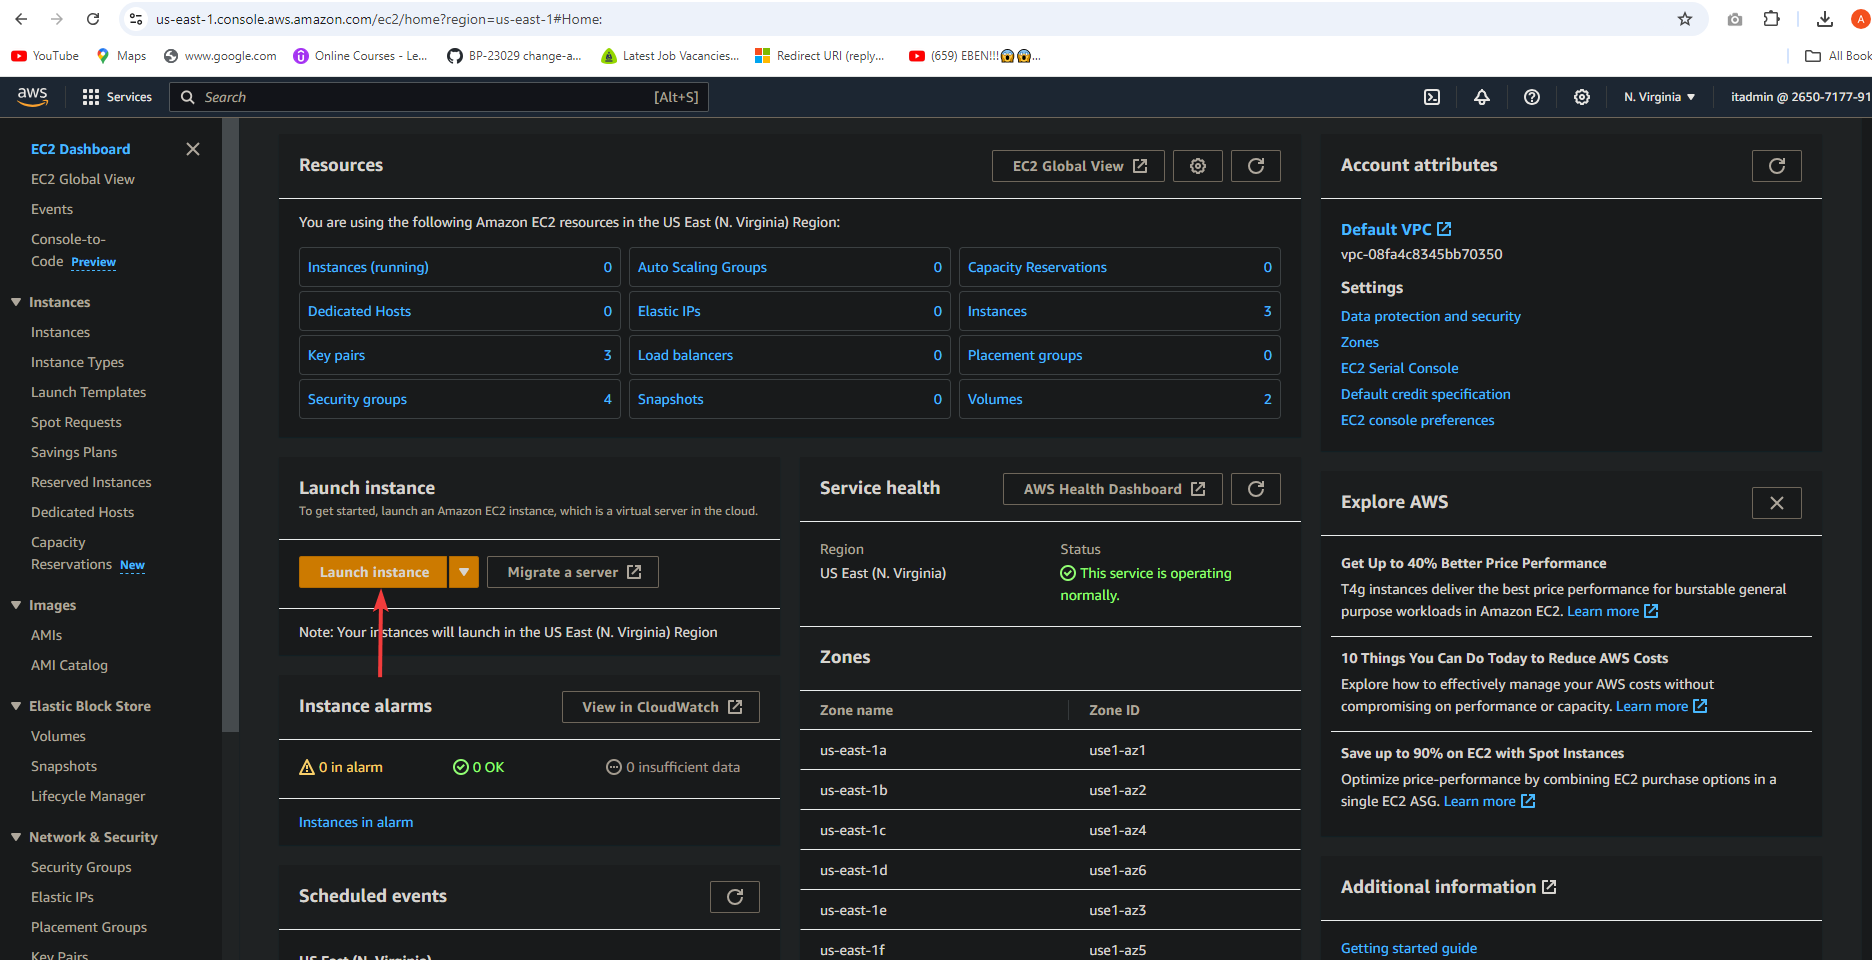 us-east-1.console.aws.amazon.com/ec2/home?region=us-east-1#Home:
A
YouTube
Maps
www.google.com
Online Courses - Le...
BP-23029 change-a...
Latest Job Vacancies...
Redirect URI (reply,...
(659) EBEN!!!😱😱...
All Book
aws
Services
Search
[Alt+S]
N. Virginia
itadmin @ 2650-7177-91
EC2 Dashboard
EC2 Global View
Events
Console-to-
Code Preview
Instances
Instances
Instance Types
Launch Templates
Spot Requests
Savings Plans
Reserved Instances
Dedicated Hosts
Capacity
Reservations New
Images
AMIs
AMI Catalog
Elastic Block Store
Volumes
Snapshots
Lifecycle Manager
Network & Security
Security Groups
Elastic IPs
Placement Groups
Key Pairs
Resources
EC2 Global View
You are using the following Amazon EC2 resources in the US East (N. Virginia) Region:
Instances (running) 0
Auto Scaling Groups 0
Capacity Reservations 0
Dedicated Hosts 0
Elastic IPs 0
Instances 3
Key pairs 3
Load balancers 0
Placement groups 0
Security groups 4
Snapshots 0
Volumes 2
Launch instance
To get started, launch an Amazon EC2 instance, which is a virtual server in the cloud.
Launch instance
Migrate a server
Note: Your instances will launch in the US East (N. Virginia) Region
Instance alarms
View in CloudWatch
0 in alarm
0 OK
0 insufficient data
Instances in alarm
Scheduled events
US East (N. Virginia)
Service health
AWS Health Dashboard
Region
US East (N. Virginia)
Status
This service is operating
normally.
Zones
Zone name Zone ID
us-east-1a use1-az1
us-east-1b use1-az2
us-east-1c use1-az4
us-east-1d use1-az6
us-east-1e use1-az3
us-east-1f use1-az5
Account attributes
Default VPC
vpc-08fa4c8345bb70350
Settings
Data protection and security
Zones
EC2 Serial Console
Default credit specification
EC2 console preferences
Explore AWS
Get Up to 40% Better Price Performance
T4g instances deliver the best price performance for burstable general
purpose workloads in Amazon EC2. Learn more
10 Things You Can Do Today to Reduce AWS Costs
Explore how to effectively manage your AWS costs without
compromising on performance or capacity. Learn more
Save up to 90% on EC2 with Spot Instances
Optimize price-performance by combining EC2 purchase options in a
single EC2 ASG. Learn more
Additional information
Getting started guide